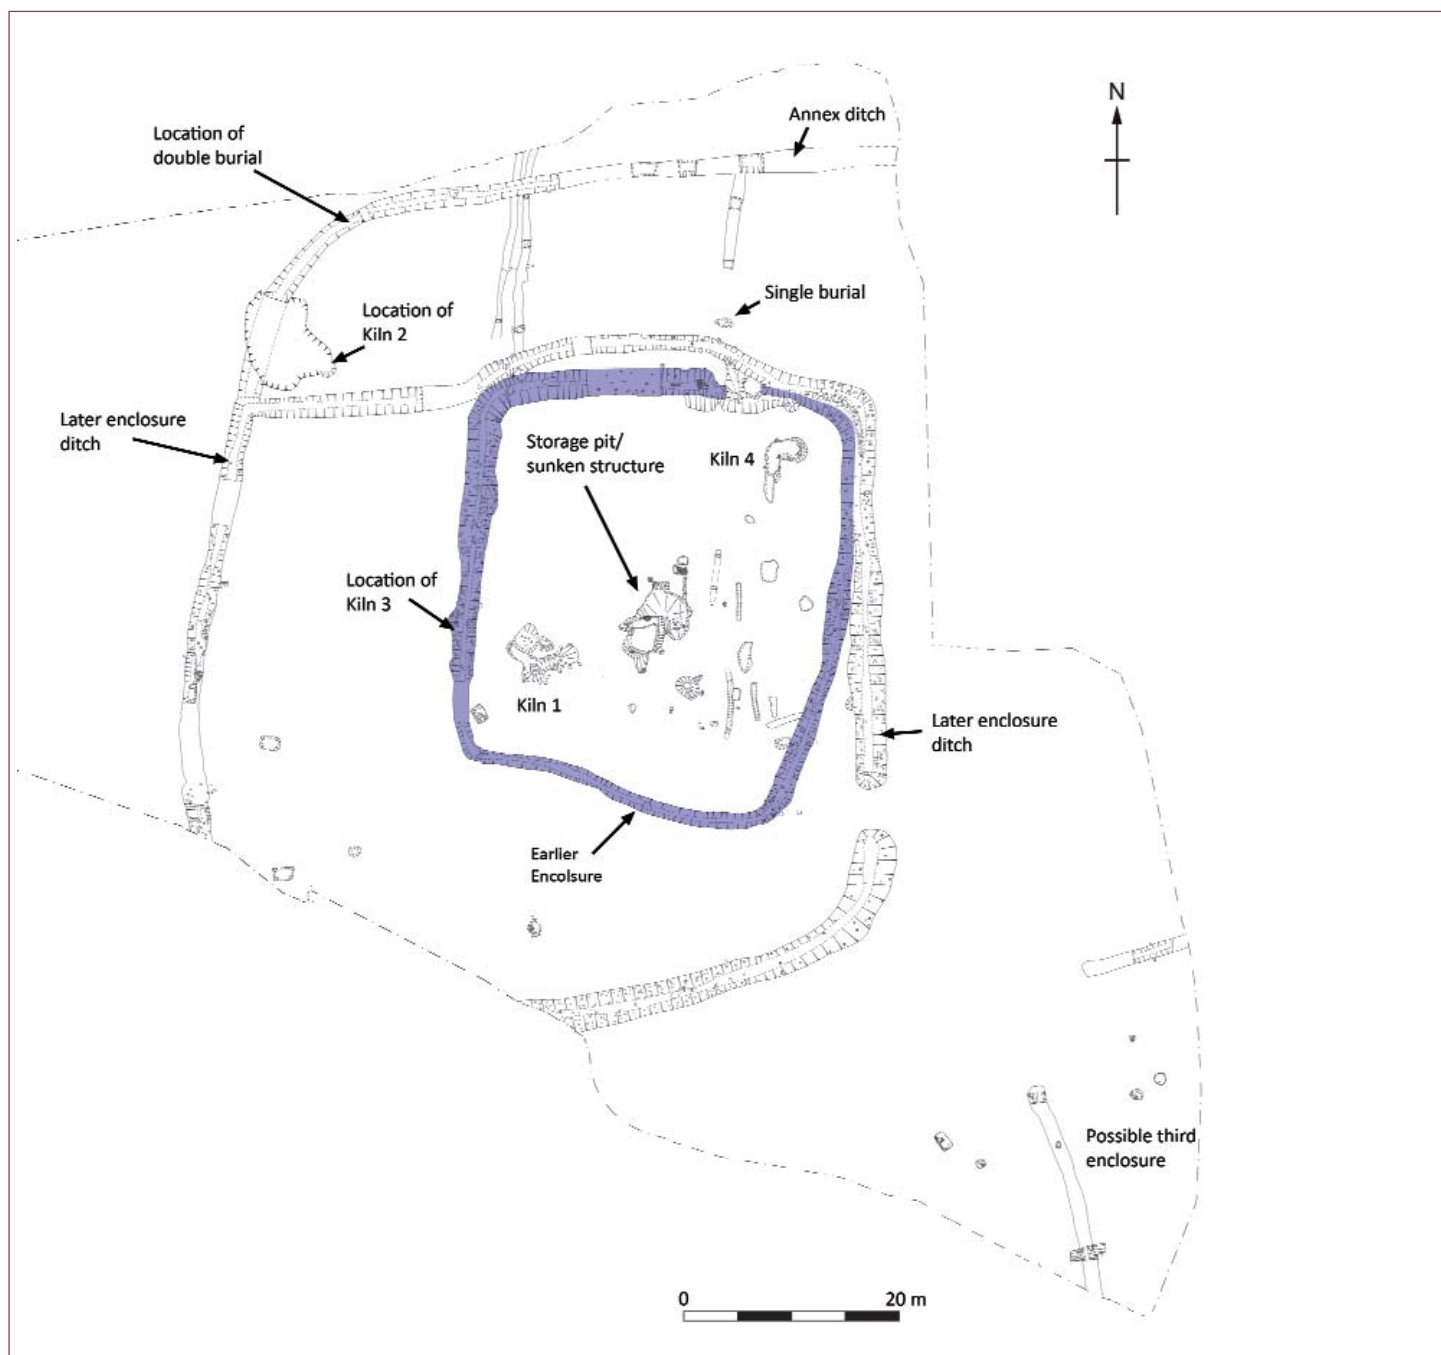 N
Annex ditch
Location of
double burial
Single burial
Location of
Kiln 2
Later enclosure
ditch
Storage pit/
sunken structure
Kiln 4
Location of
Kiln 3
Kiln 1
Later enclosure
ditch
Earlier
Encolsure
Possible third
enclosure
0 20 m